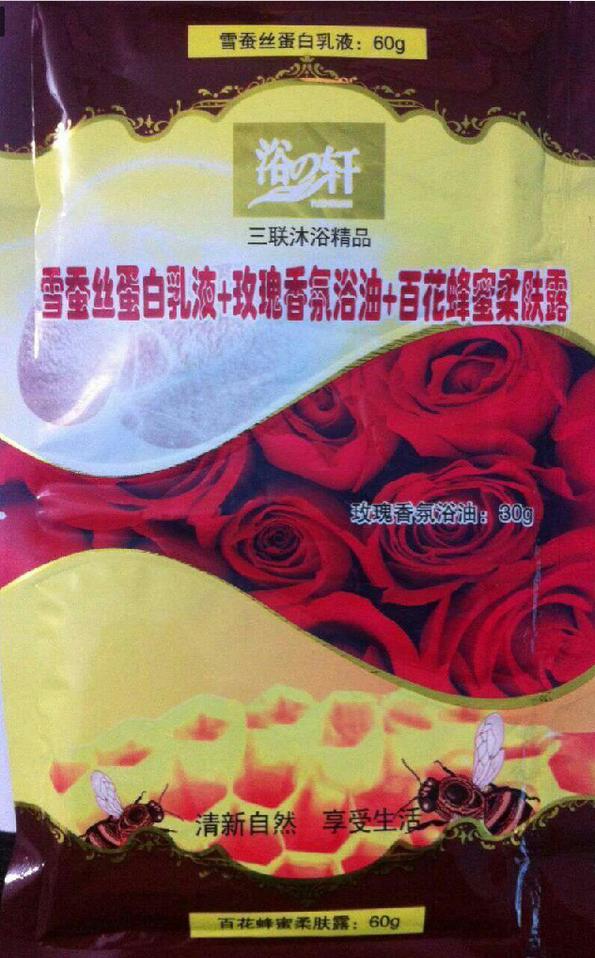 雪蚕丝蛋白乳液：60g
浴の轩
三联沐浴精品
雪蚕丝蛋白乳液+玫瑰香氛浴油+百花蜂蜜柔肤露
玫瑰香氛浴油：30g
清新自然 享受生活
百花蜂蜜柔肤露：60g